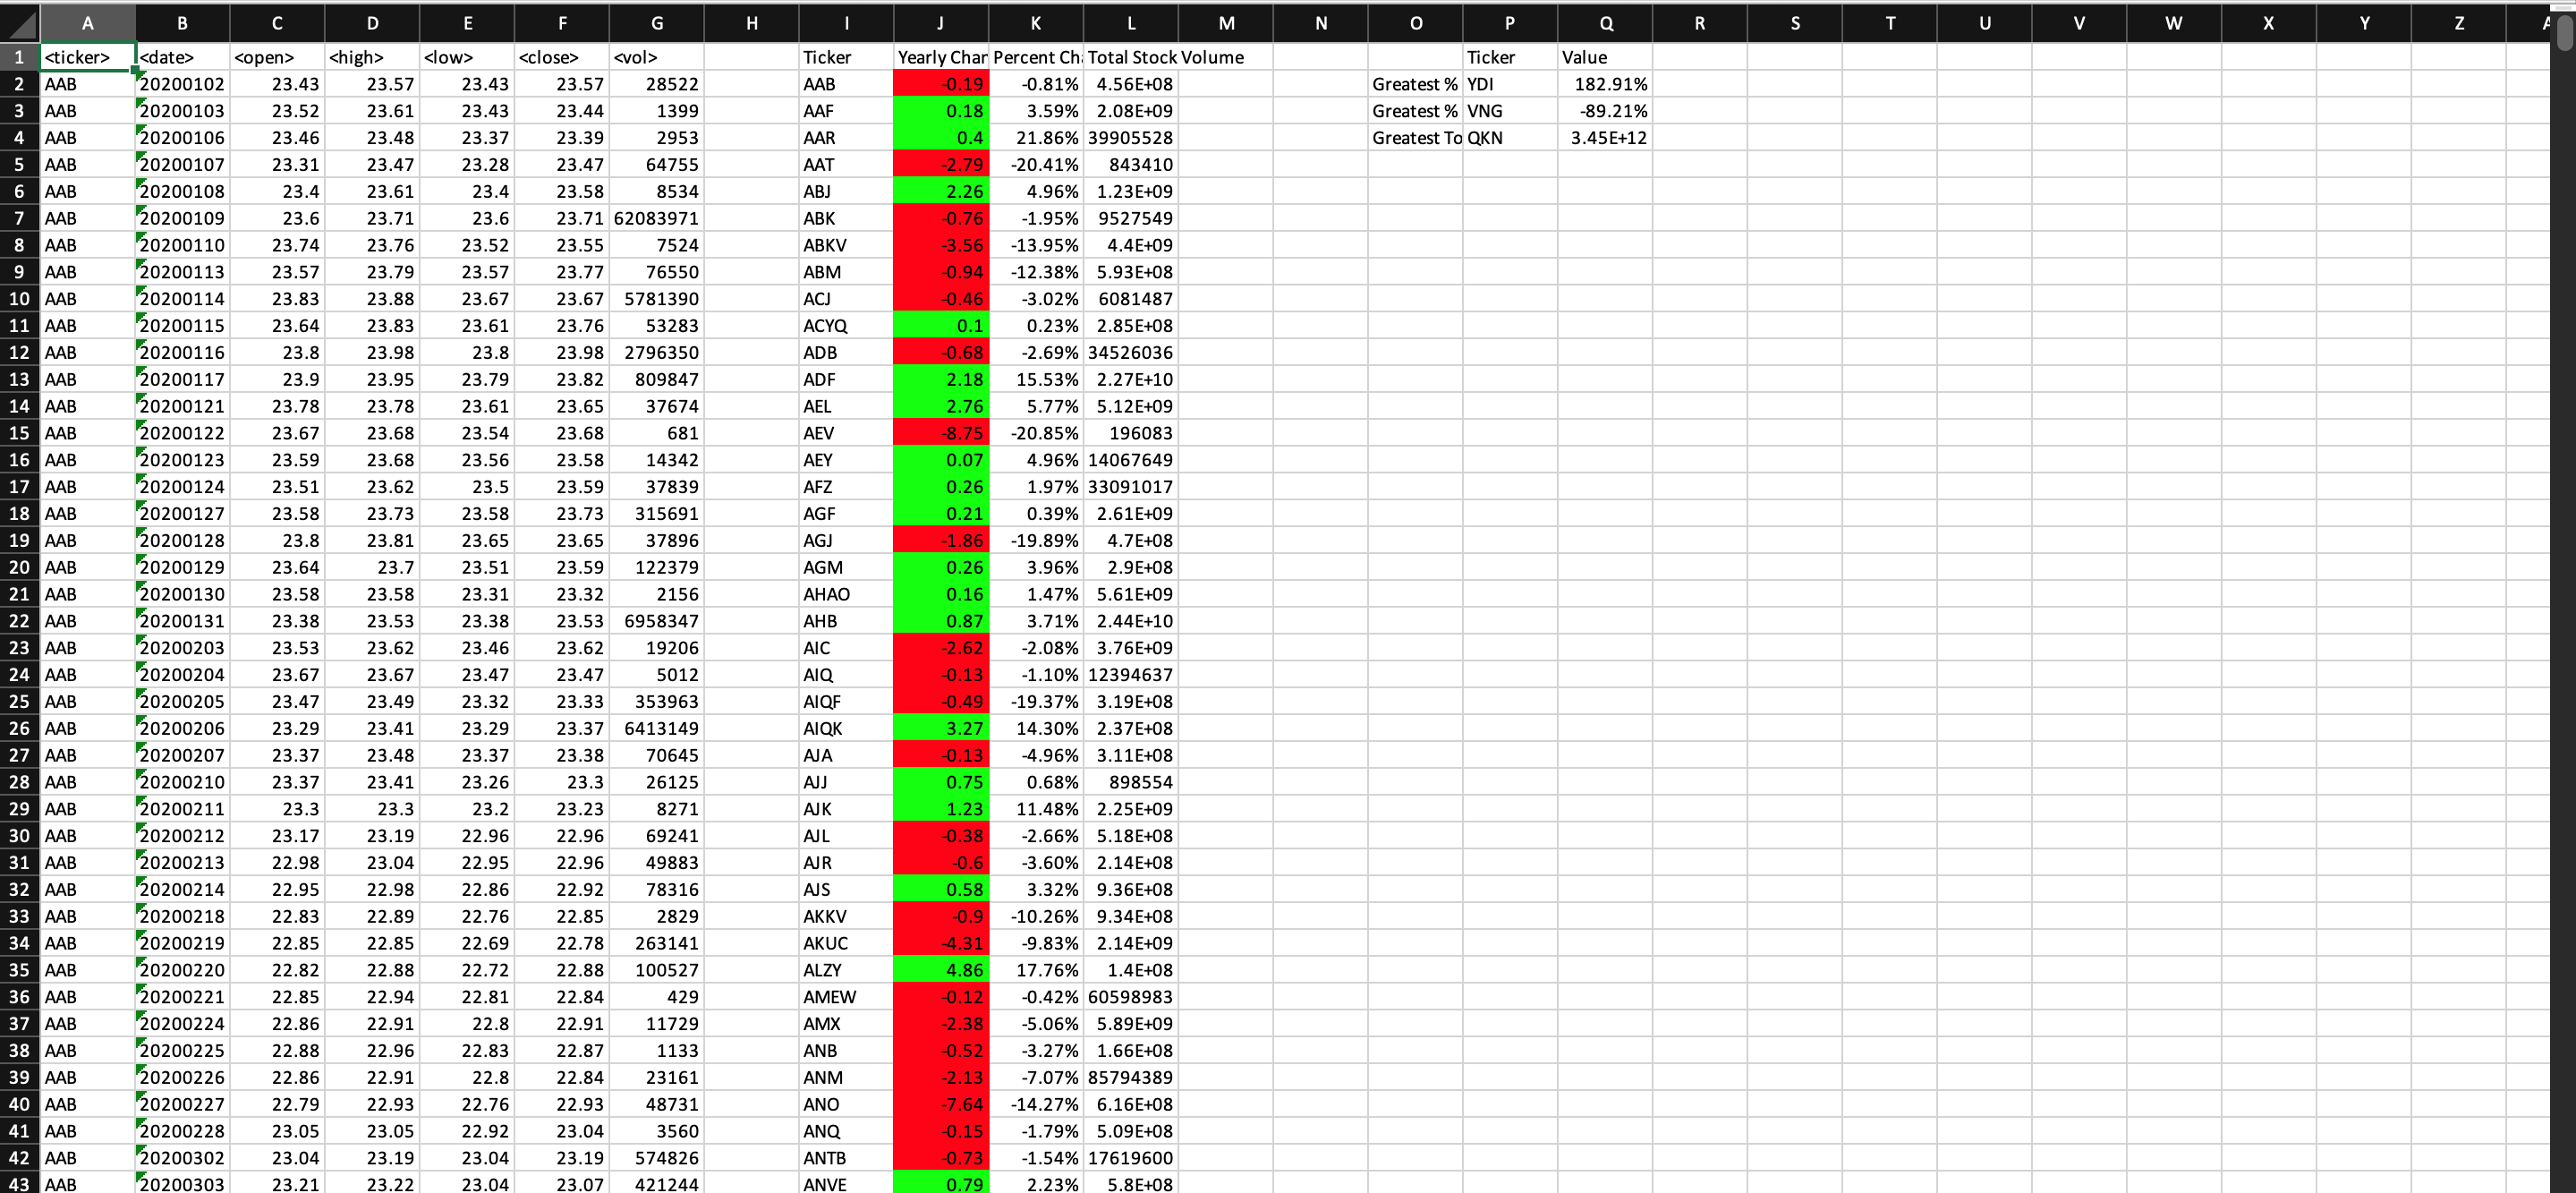 A B C D E F G H I J K L M N O P Q R S T U V W X Y Z
1 <ticker> <date> <open> <high> <low> <close> <vol> Ticker Yearly Char Percent Ch Total Stock Volume Ticker Value
2 AAB 20200102 23.43 23.57 23.43 23.57 28522 AAB -0.19 -0.81% 4.56E+08 Greatest % YDI 182.91%
3 AAB 20200103 23.52 23.61 23.43 23.44 1399 AAF 0.18 3.59% 2.08E+09 Greatest % VNG -89.21%
4 AAB 20200106 23.46 23.48 23.37 23.39 2953 AAR 0.4 21.86% 39905528 Greatest To QKN 3.45E+12
5 AAB 20200107 23.31 23.47 23.28 23.47 64755 AAT -2.79 -20.41% 843410
6 AAB 20200108 23.4 23.61 23.4 23.58 8534 ABJ 2.26 4.96% 1.23E+09
7 AAB 20200109 23.6 23.71 23.6 23.71 62083971 ABK -0.76 -1.95% 9527549
8 AAB 20200110 23.74 23.76 23.52 23.55 7524 ABKV -3.56 -13.95% 4.4E+09
9 AAB 20200113 23.57 23.79 23.57 23.77 76550 ABM -0.94 -12.38% 5.93E+08
10 AAB 20200114 23.83 23.88 23.67 23.67 5781390 ACJ -0.46 -3.02% 6081487
11 AAB 20200115 23.64 23.83 23.61 23.76 53283 ACYQ 0.1 0.23% 2.85E+08
12 AAB 20200116 23.8 23.98 23.8 23.98 2796350 ADB -0.68 -2.69% 34526036
13 AAB 20200117 23.9 23.95 23.79 23.82 809847 ADF 2.18 15.53% 2.27E+10
14 AAB 20200121 23.78 23.78 23.61 23.65 37674 AEL 2.76 5.77% 5.12E+09
15 AAB 20200122 23.67 23.68 23.54 23.68 681 AEV -8.75 -20.85% 196083
16 AAB 20200123 23.59 23.68 23.56 23.58 14342 AEY 0.07 4.96% 14067649
17 AAB 20200124 23.51 23.62 23.5 23.59 37839 AFZ 0.26 1.97% 33091017
18 AAB 20200127 23.58 23.73 23.58 23.73 315691 AGF 0.21 0.39% 2.61E+09
19 AAB 20200128 23.8 23.81 23.65 23.65 37896 AGJ -1.86 -19.89% 4.7E+08
20 AAB 20200129 23.64 23.7 23.51 23.59 122379 AGM 0.26 3.96% 2.9E+08
21 AAB 20200130 23.58 23.58 23.31 23.32 2156 AHAO 0.16 1.47% 5.61E+09
22 AAB 20200131 23.38 23.53 23.38 23.53 6958347 AHB 0.87 3.71% 2.44E+10
23 AAB 20200203 23.53 23.62 23.46 23.62 19206 AIC -2.62 -2.08% 3.76E+09
24 AAB 20200204 23.67 23.67 23.47 23.47 5012 AIQ -0.13 -1.10% 12394637
25 AAB 20200205 23.47 23.49 23.32 23.33 353963 AIQF -0.49 -19.37% 3.19E+08
26 AAB 20200206 23.29 23.41 23.29 23.37 6413149 AIQK 3.27 14.30% 2.37E+08
27 AAB 20200207 23.37 23.48 23.37 23.38 70645 AJA -0.13 -4.96% 3.11E+08
28 AAB 20200210 23.37 23.41 23.26 23.3 26125 AJJ 0.75 0.68% 898554
29 AAB 20200211 23.3 23.3 23.2 23.23 8271 AJK 1.23 11.48% 2.25E+09
30 AAB 20200212 23.17 23.19 22.96 22.96 69241 AJL -0.38 -2.66% 5.18E+08
31 AAB 20200213 22.98 23.04 22.95 22.96 49883 AJR -0.6 -3.60% 2.14E+08
32 AAB 20200214 22.95 22.98 22.86 22.92 78316 AJS 0.58 3.32% 9.36E+08
33 AAB 20200218 22.83 22.89 22.76 22.85 2829 AKKV -0.9 -10.26% 9.34E+08
34 AAB 20200219 22.85 22.85 22.69 22.78 263141 AKUC -4.31 -9.83% 2.14E+09
35 AAB 20200220 22.82 22.88 22.72 22.88 100527 ALZY 4.86 17.76% 1.4E+08
36 AAB 20200221 22.85 22.94 22.81 22.84 429 AMEW -0.12 -0.42% 60598983
37 AAB 20200224 22.86 22.91 22.8 22.91 11729 AMX -2.38 -5.06% 5.89E+09
38 AAB 20200225 22.88 22.96 22.83 22.87 1133 ANB -0.52 -3.27% 1.66E+08
39 AAB 20200226 22.86 22.91 22.8 22.84 23161 ANM -2.13 -7.07% 85794389
40 AAB 20200227 22.79 22.93 22.76 22.93 48731 ANO -7.64 -14.27% 6.16E+08
41 AAB 20200228 23.05 23.05 22.92 23.04 3560 ANQ -0.15 -1.79% 5.09E+08
42 AAB 20200302 23.04 23.19 23.04 23.19 574826 ANTB -0.73 -1.54% 17619600
43 AAB 20200303 23.21 23.22 23.04 23.07 421244 ANVE 0.79 2.23% 5.8E+08